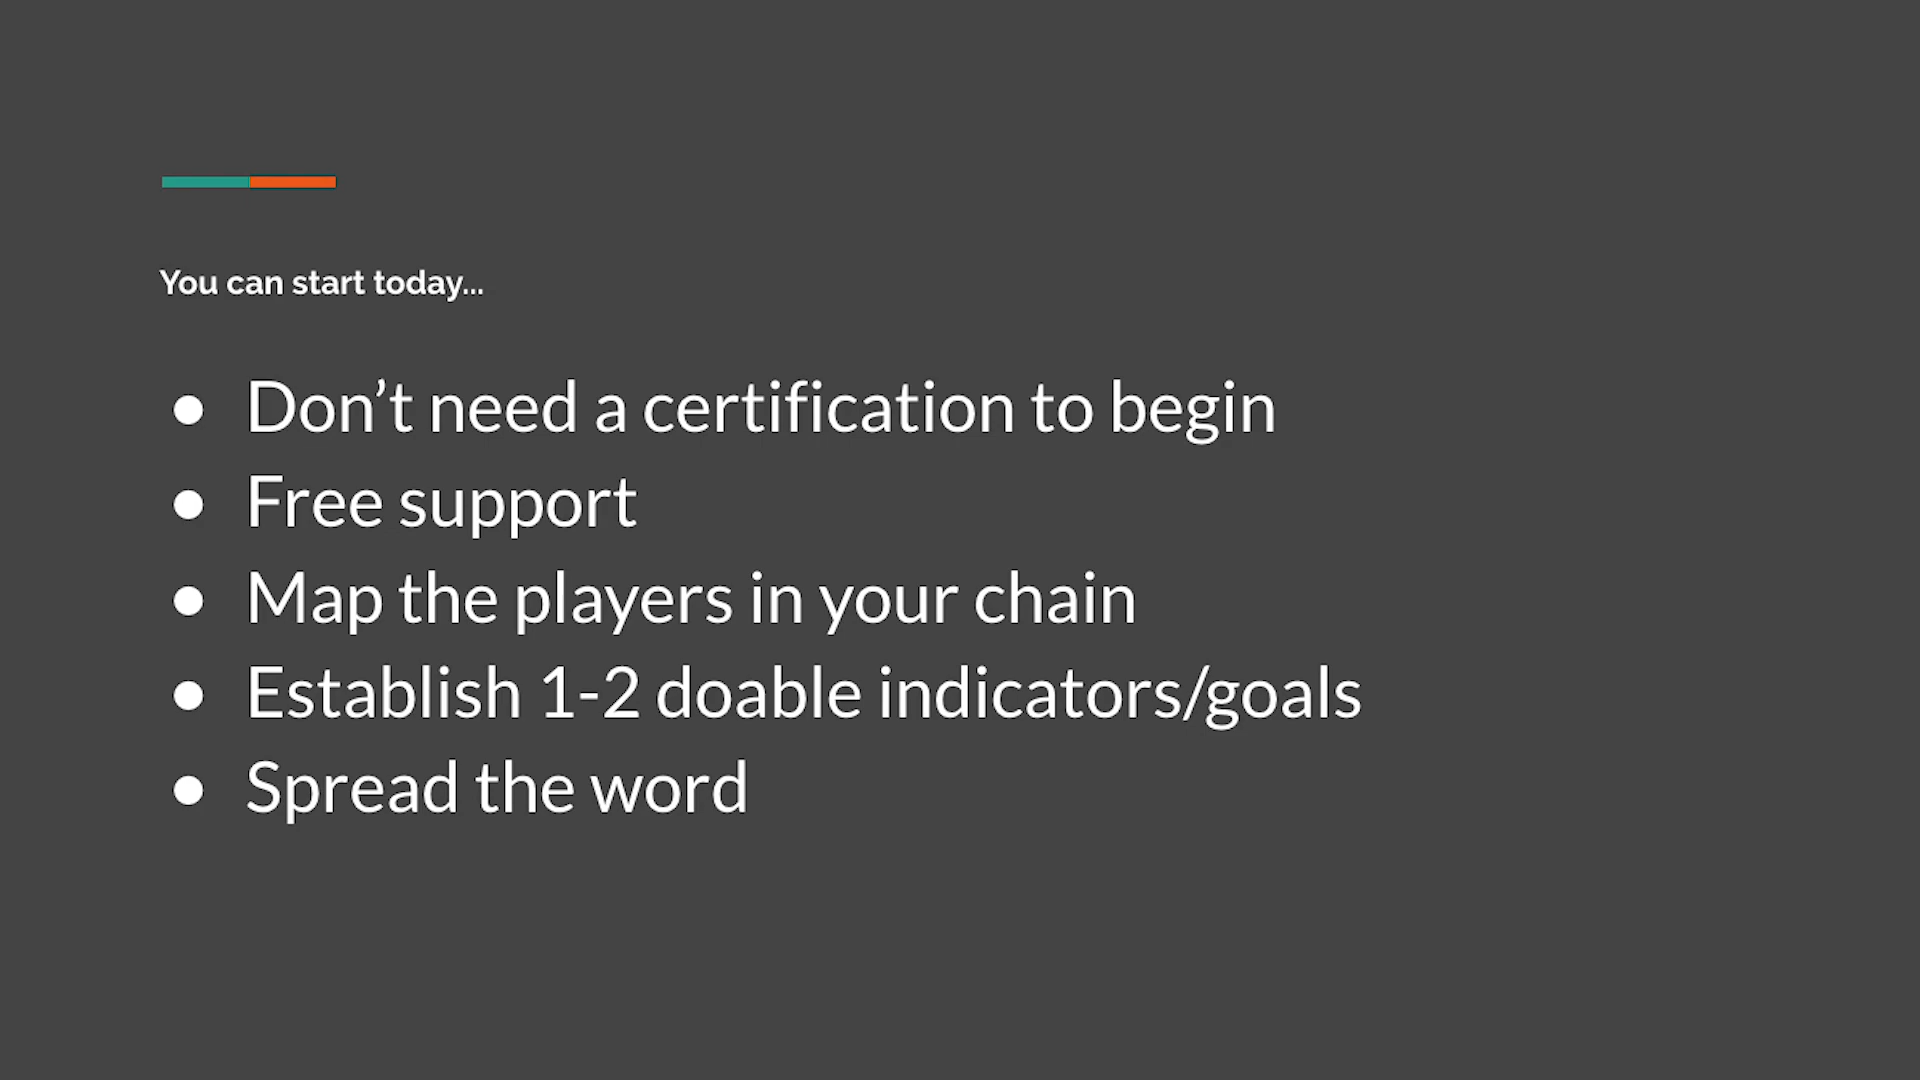 You can start today...
● Don’t need a certification to begin
● Free support
● Map the players in your chain
● Establish 1-2 doable indicators/goals
● Spread the word